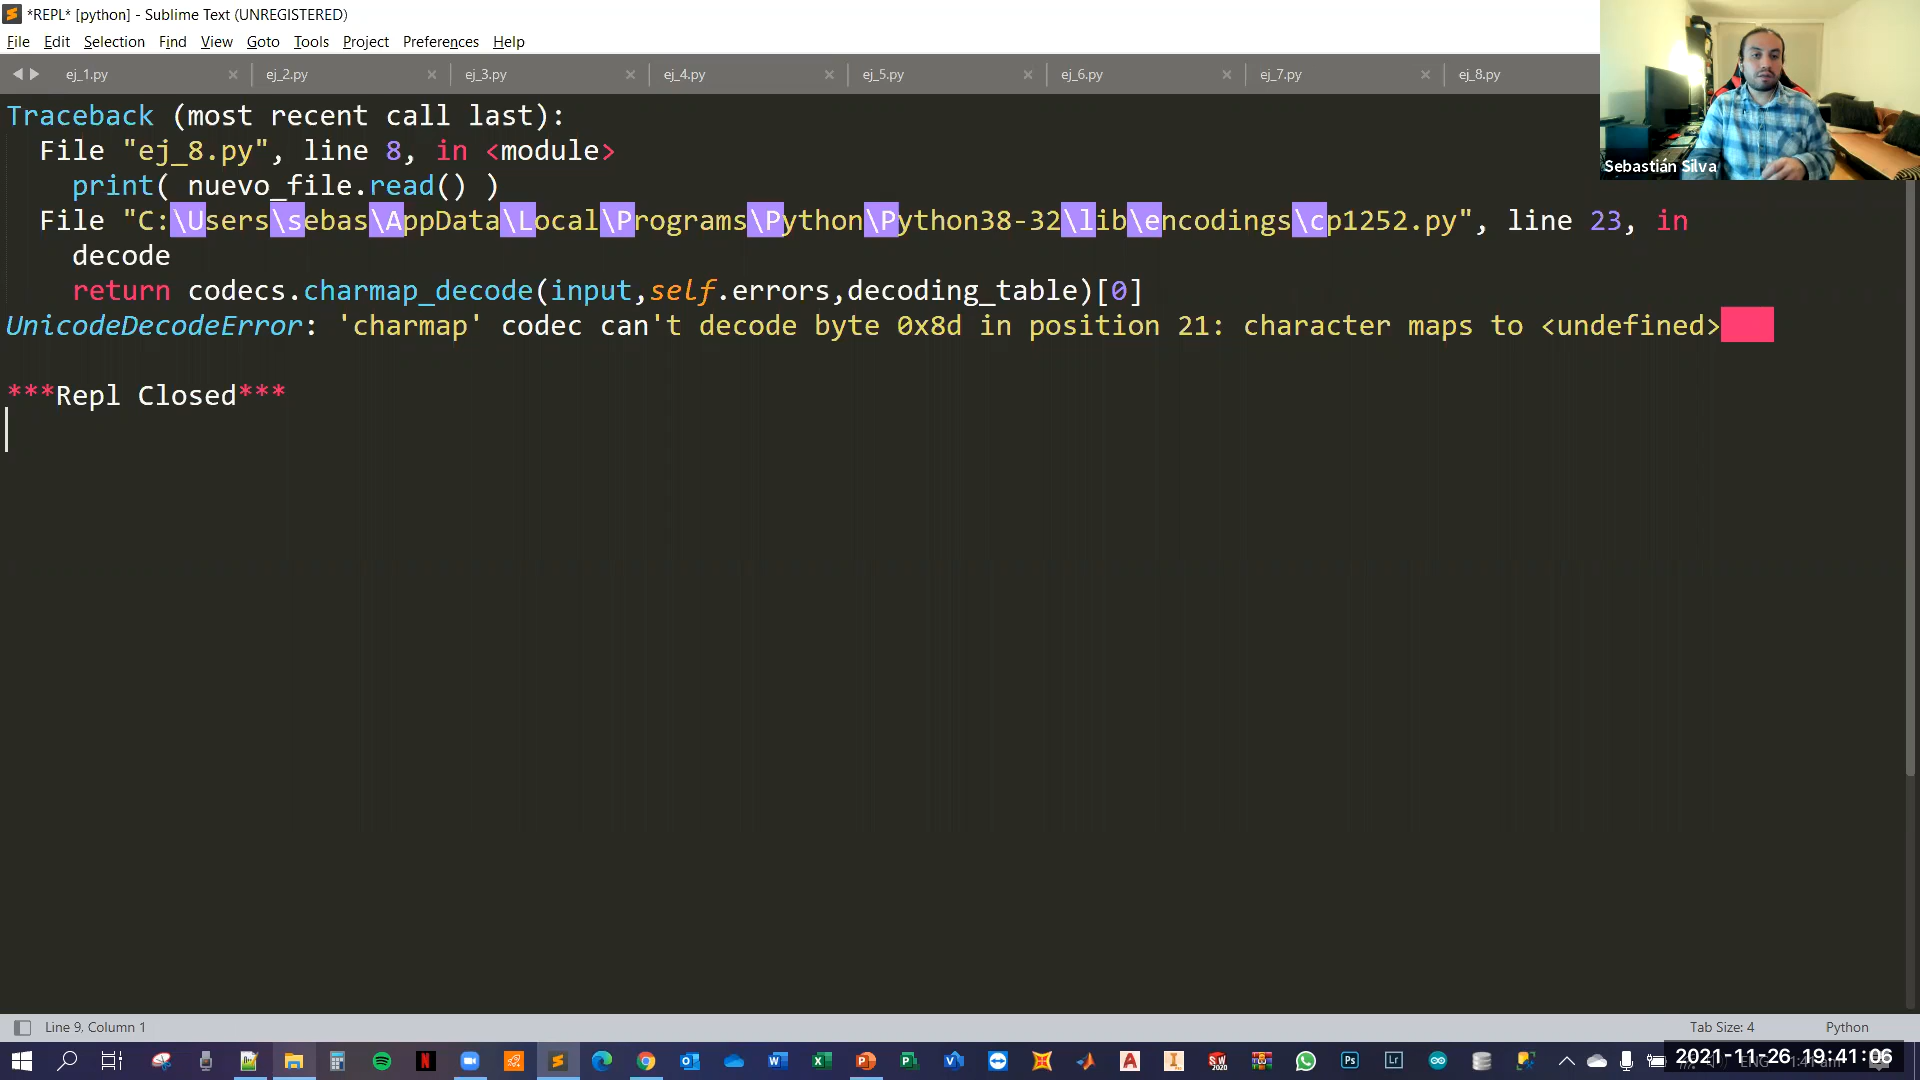 *REPL* [python] - Sublime Text (UNREGISTERED)
File Edit Selection Find View Goto Tools Project Preferences Help
ej_1.py ej_2.py ej_3.py ej_4.py ej_5.py ej_6.py ej_7.py ej_8.py
Traceback (most recent call last):
File "ej_8.py", line 8, in <module>
print( nuevo_file.read() )
File "C:\Users\sebas\AppData\Local\Programs\Python\Python38-32\lib\encodings\cp1252.py", line 23, in
decode
return codecs.charmap_decode(input,self.errors,decoding_table)[0]
UnicodeDecodeError: 'charmap' codec can't decode byte 0x8d in position 21: character maps to <undefined>
***Repl Closed***
Sebastián Silva
Line 9, Column 1
Tab Size: 4
Python
2021-11-26 19:41:06